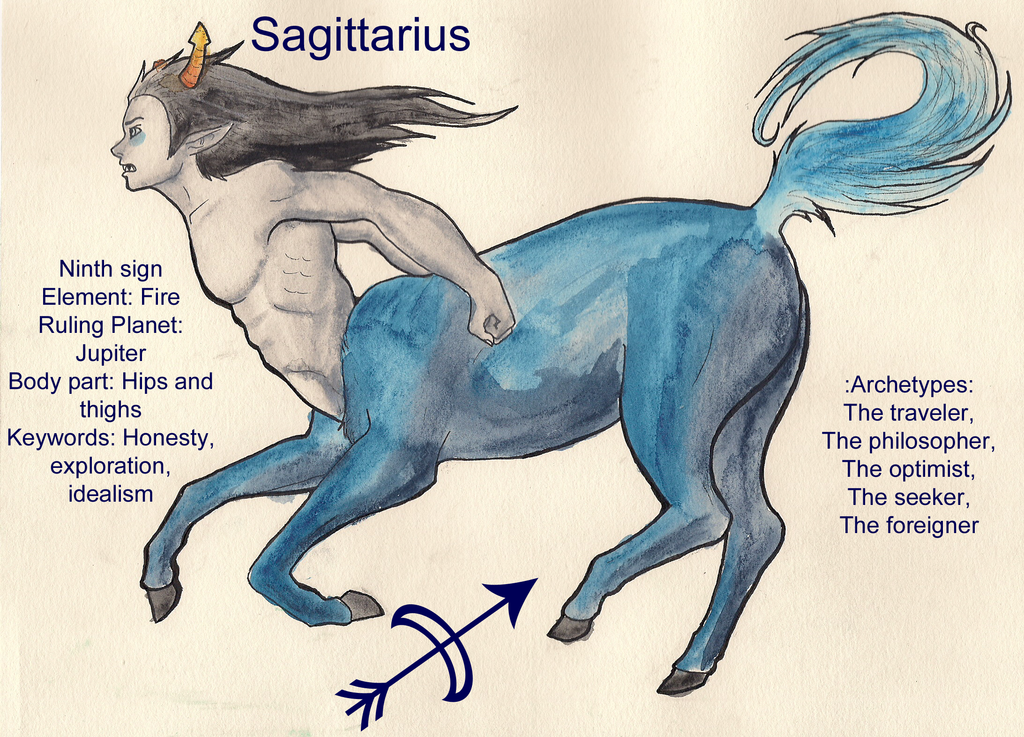 Sagittarius
Ninth sign
Element: Fire
Ruling Planet:
Jupiter
Body part: Hips and
thighs
Keywords: Honesty,
exploration,
idealism
:Archetypes:
The traveler,
The philosopher,
The optimist,
The seeker,
The foreigner